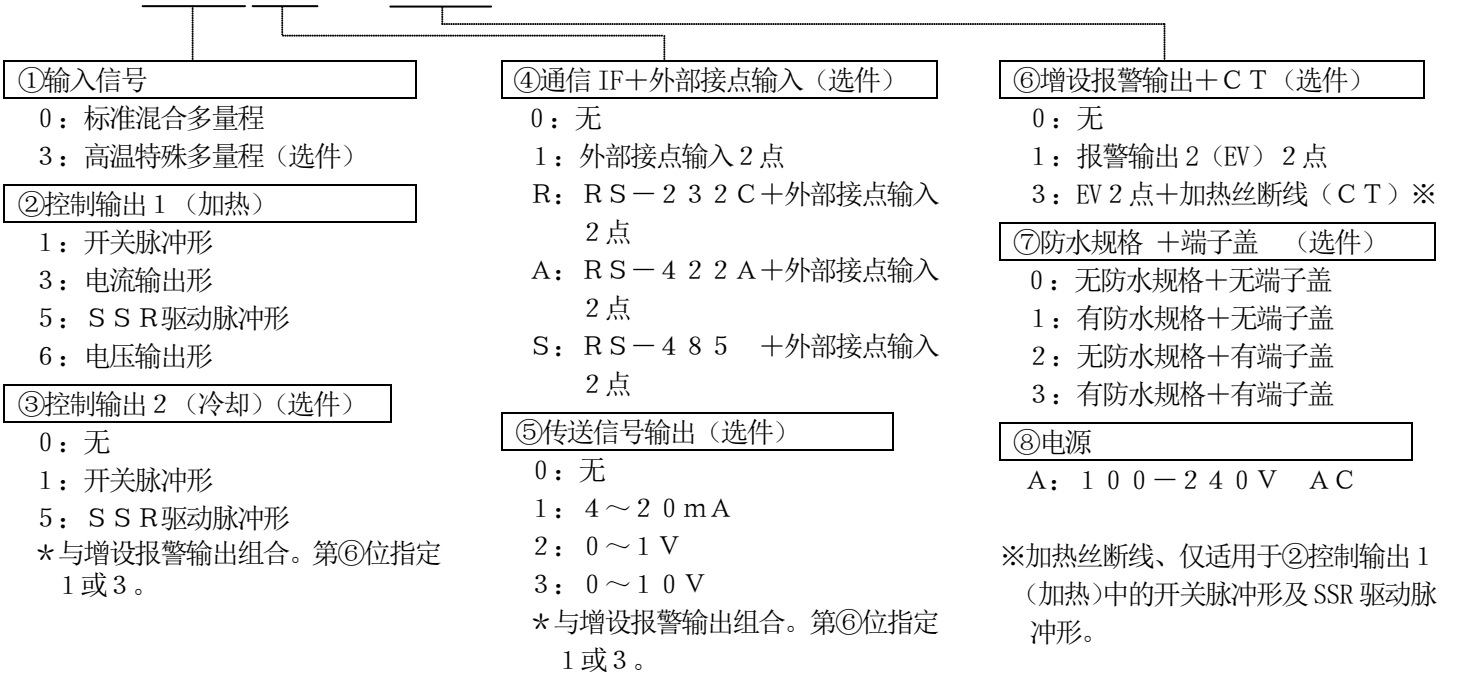 ①输入信号
0：标准混合多量程
3：高温特殊多量程（选件）
②控制输出1（加热）
1：开关脉冲形
3：电流输出形
5：SSR驱动脉冲形
6：电压输出形
③控制输出2（冷却）（选件）
0：无
1：开关脉冲形
5：SSR驱动脉冲形
＊与增设报警输出组合。第⑥位指定
1或3。
④通信 IF＋外部接点输入（选件）
0：无
1：外部接点输入2点
R：RS－232C＋外部接点输入
2点
A：RS－422A＋外部接点输入
2点
S：RS－485　＋外部接点输入
2点
⑤传送信号输出（选件）
0：无
1：4～20mA
2：0～1V
3：0～10V
＊与增设报警输出组合。第⑥位指定
1或3。
⑥增设报警输出＋CT（选件）
0：无
1：报警输出2（EV）2点
3：EV2点＋加热丝断线（CT）※
⑦防水规格 ＋端子盖　（选件）
0：无防水规格＋无端子盖
1：有防水规格＋无端子盖
2：无防水规格＋有端子盖
3：有防水规格＋有端子盖
⑧电源
A：100－240V　AC
※加热丝断线、仅适用于②控制输出1
（加热）中的开关脉冲形及SSR驱动脉
冲形。